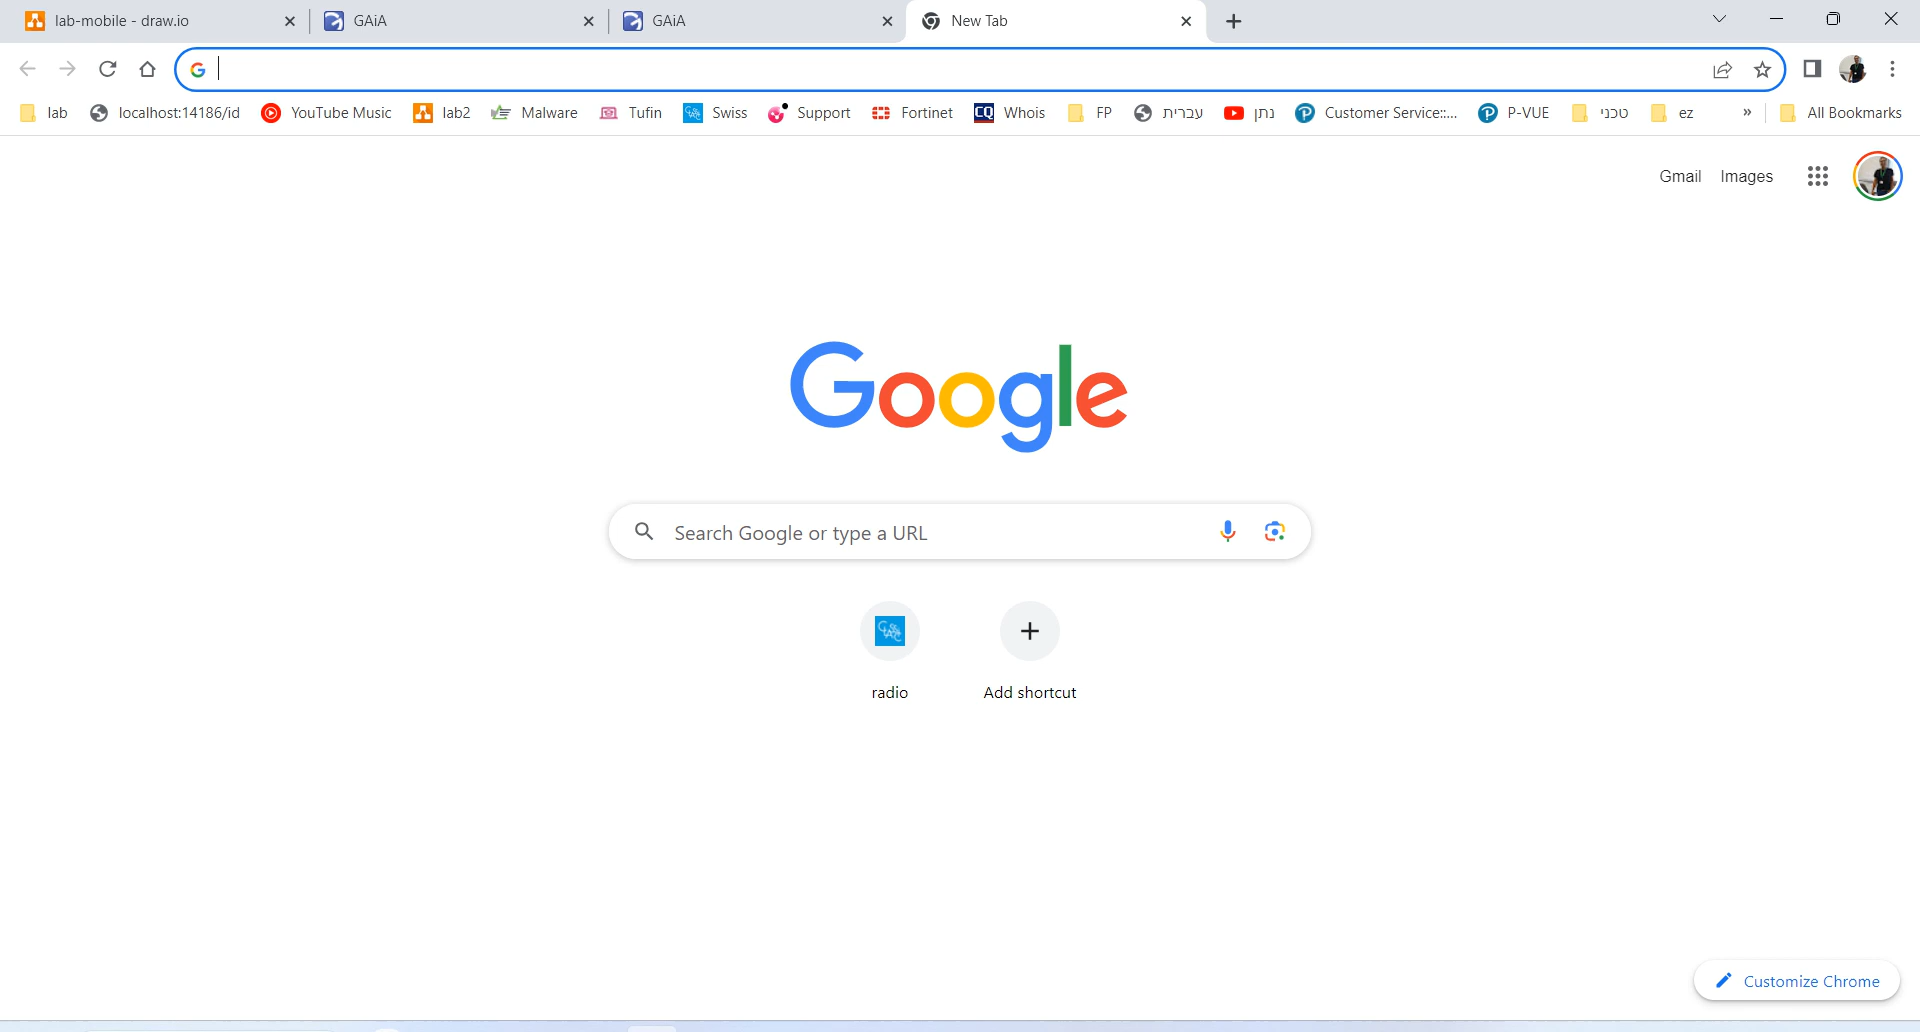 lab-mobile - draw.io
GAiA
GAiA
New Tab
lab
localhost:14186/id
YouTube Music
lab2
Malware
Tufin
Swiss
Support
Fortinet
Whois
FP
עברית
נתן
Customer Service::...
P-VUE
טכני
ez
»
All Bookmarks
Gmail
Images
Google
Search Google or type a URL
radio
Add shortcut
Customize Chrome